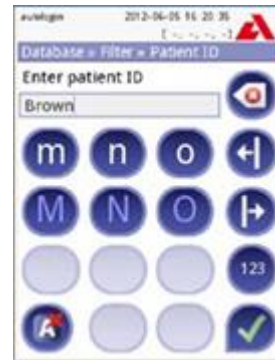 autologin 2012-06-05 16 20 35
[ -, -, -, -]
Database » Filter » Patient ID
Enter patient ID
Brown
m n o
M N O
123
A